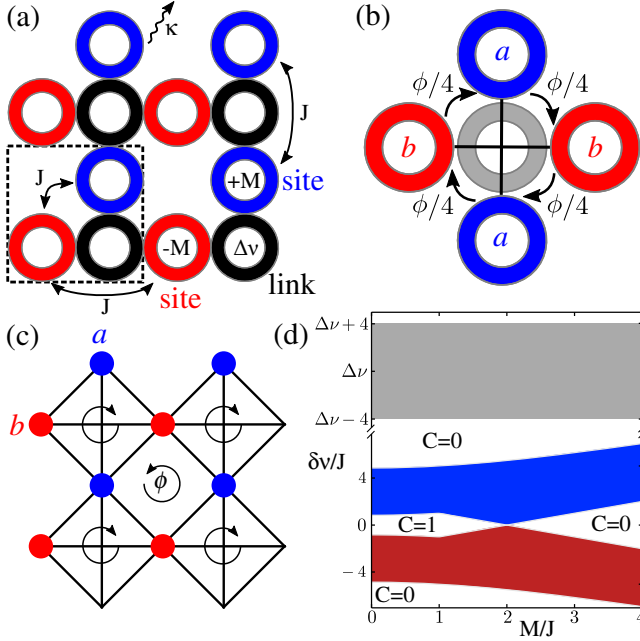 (a)
κ
J
J
+M
site
-M
Δν
J
site
link
(b)
a
ϕ/4
ϕ/4
b
b
ϕ/4
ϕ/4
a
(c)
a
b
ϕ
(d)
Δν + 4
Δν
Δν − 4
C=0
δν/J
4
C=1
C=0
0
− 4
C=0
0
1
2
3
4
M/J